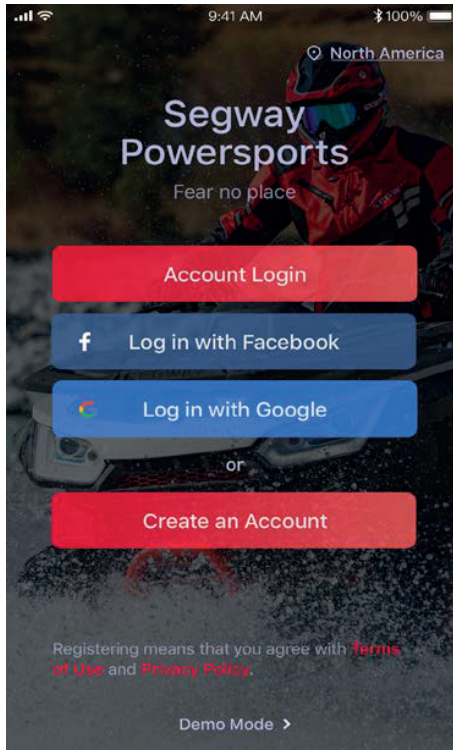 9:41 AM
100%
North America
Segway
Powersports
Fear no place
Account Login
f Log in with Facebook
G Log in with Google
or
Create an Account
Registering means that you agree with Terms
of Use and Privacy Policy.
Demo Mode >